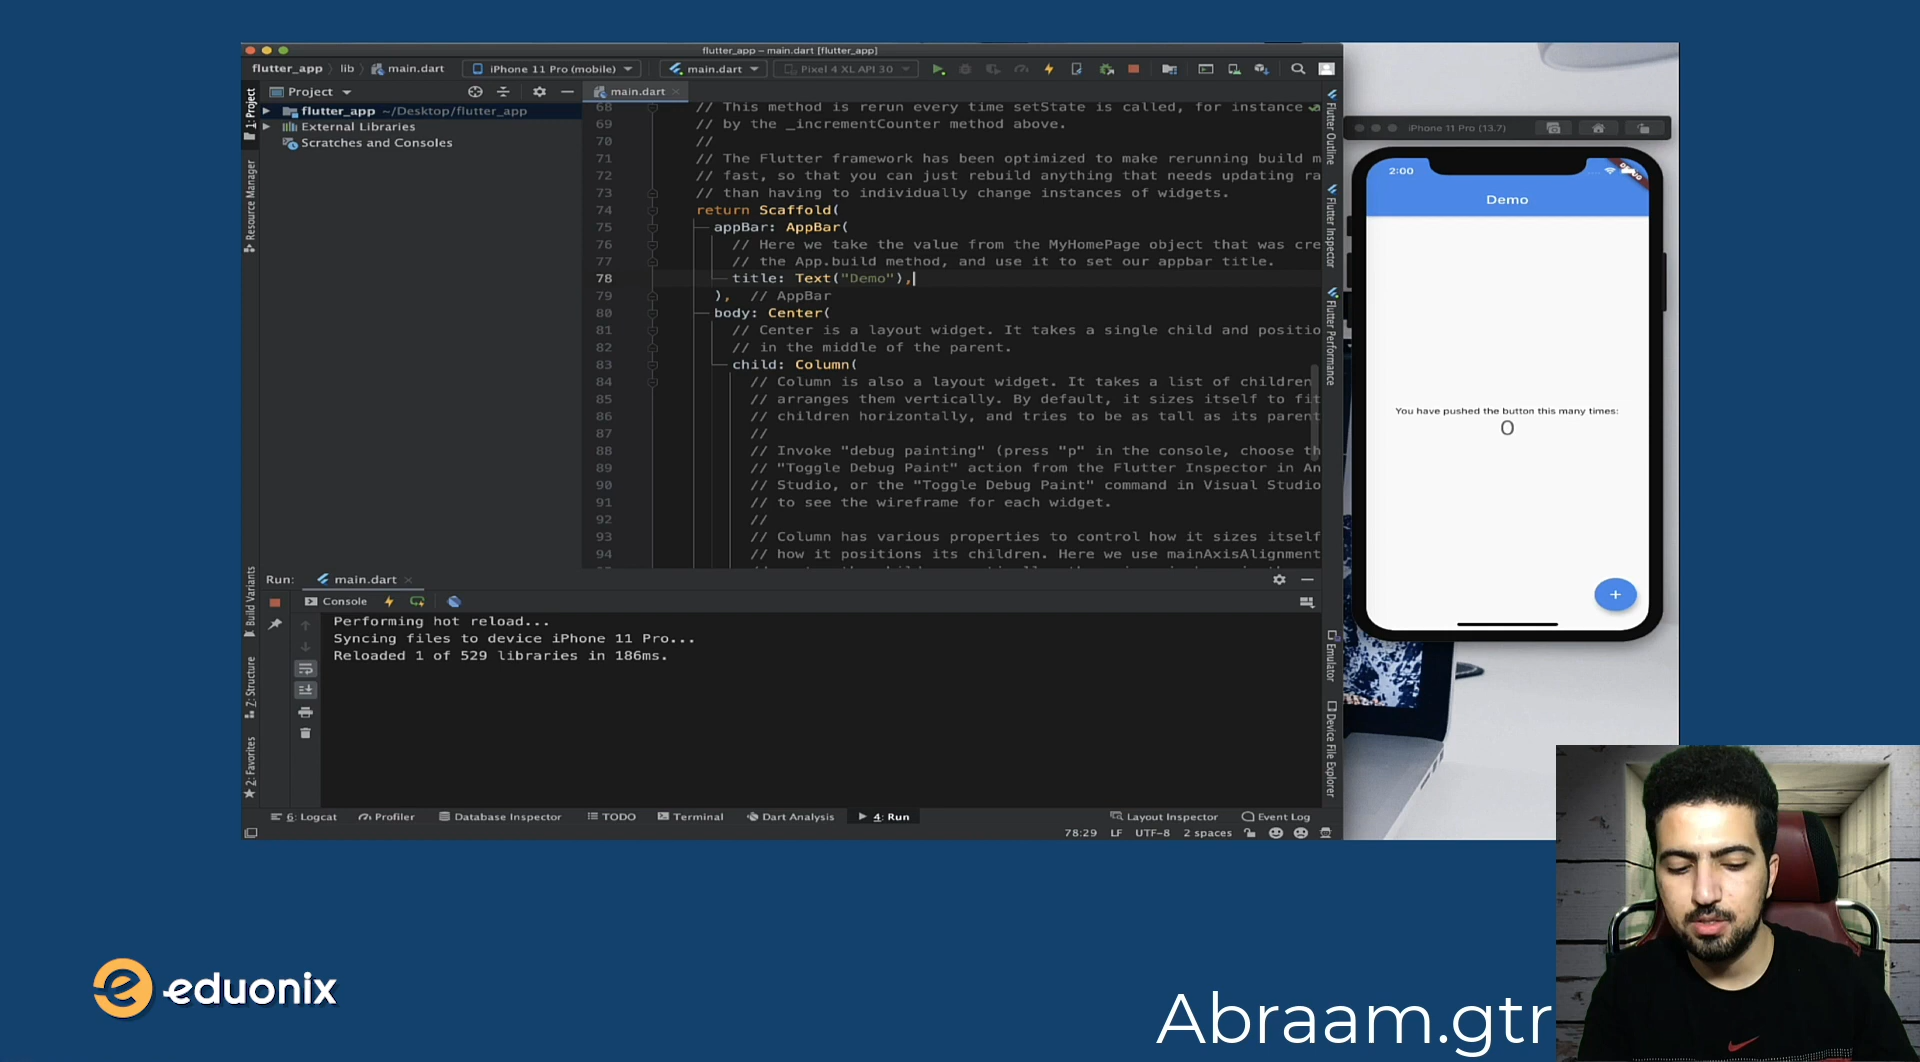 flutter_app – main.dart [flutter_app]
flutter_app lib main.dart iPhone 11 Pro (mobile) main.dart Pixel 4 XL API 30
1: Project
Resource Manager
Build Variants
7: Structure
2: Favorites
Project
flutter_app ~/Desktop/flutter_app
External Libraries
Scratches and Consoles
main.dart
68 // This method is rerun every time setState is called, for instance
69 // by the _incrementCounter method above.
70 //
71 // The Flutter framework has been optimized to make rerunning build m
72 // fast, so that you can just rebuild anything that needs updating ra
73 // than having to individually change instances of widgets.
74 return Scaffold(
75 appBar: AppBar(
76 // Here we take the value from the MyHomePage object that was cre
77 // the App.build method, and use it to set our appbar title.
78 title: Text("Demo"),
79 ), // AppBar
80 body: Center(
81 // Center is a layout widget. It takes a single child and positio
82 // in the middle of the parent.
83 child: Column(
84 // Column is also a layout widget. It takes a list of children
85 // arranges them vertically. By default, it sizes itself to fit
86 // children horizontally, and tries to be as tall as its parent
87 //
88 // Invoke "debug painting" (press "p" in the console, choose th
89 // "Toggle Debug Paint" action from the Flutter Inspector in An
90 // Studio, or the "Toggle Debug Paint" command in Visual Studio
91 // to see the wireframe for each widget.
92 //
93 // Column has various properties to control how it sizes itself
94 // how it positions its children. Here we use mainAxisAlignment
Flutter Outline
Flutter Inspector
Flutter Performance
Emulator
Device File Explorer
Run: main.dart
Console
Performing hot reload...
Syncing files to device iPhone 11 Pro...
Reloaded 1 of 529 libraries in 186ms.
6: Logcat Profiler Database Inspector TODO Terminal Dart Analysis 4: Run Layout Inspector Event Log
78:29 LF UTF-8 2 spaces
iPhone 11 Pro (13.7)
2:00
Demo
You have pushed the button this many times:
0
+
eduonix
Abraam.gtr